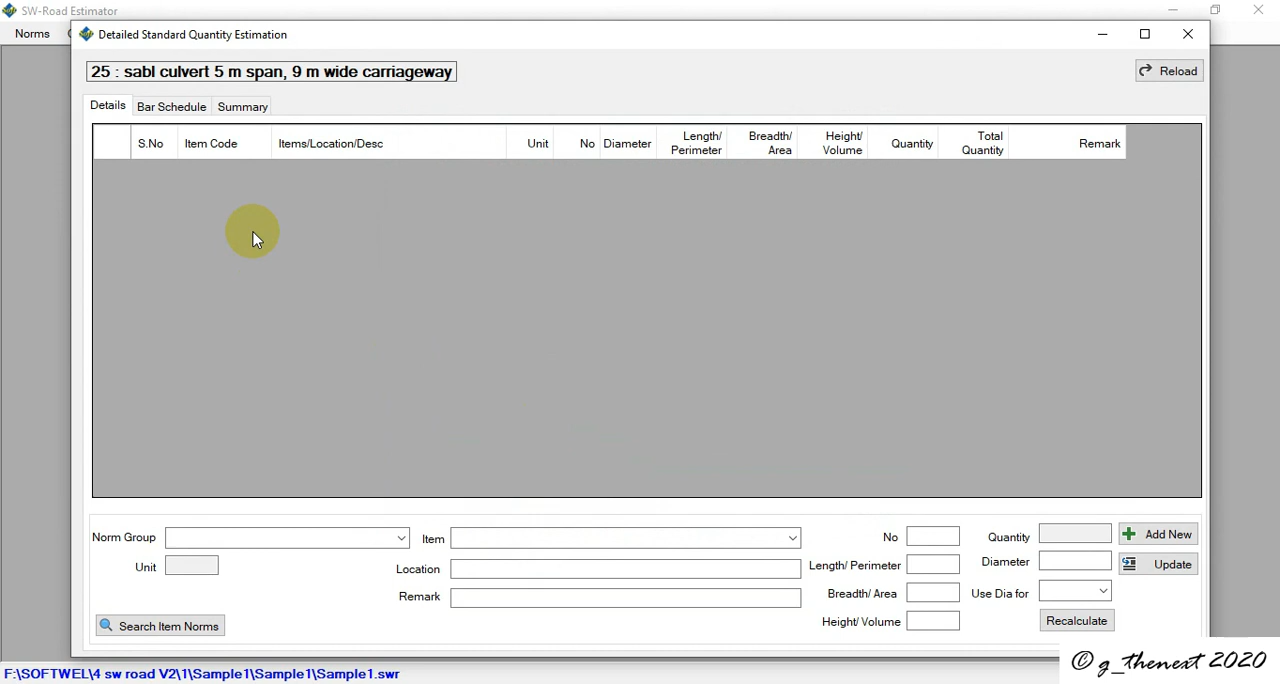 SW-Road Estimator
Norms
Detailed Standard Quantity Estimation
25 : sabl culvert 5 m span, 9 m wide carriageway
Reload
Details Bar Schedule Summary
S.No Item Code Items/Location/Desc Unit No Diameter Length/ Perimeter Breadth/ Area Height/ Volume Quantity Total Quantity Remark
Norm Group Item No Quantity Add New
Unit Location Length/ Perimeter Diameter Update
Remark Breadth/ Area Use Dia for
Search Item Norms Height/ Volume Recalculate
F:\SOFTWEL\4 sw road V2\1\Sample1\Sample1\Sample1.swr
© g_thenext 2020